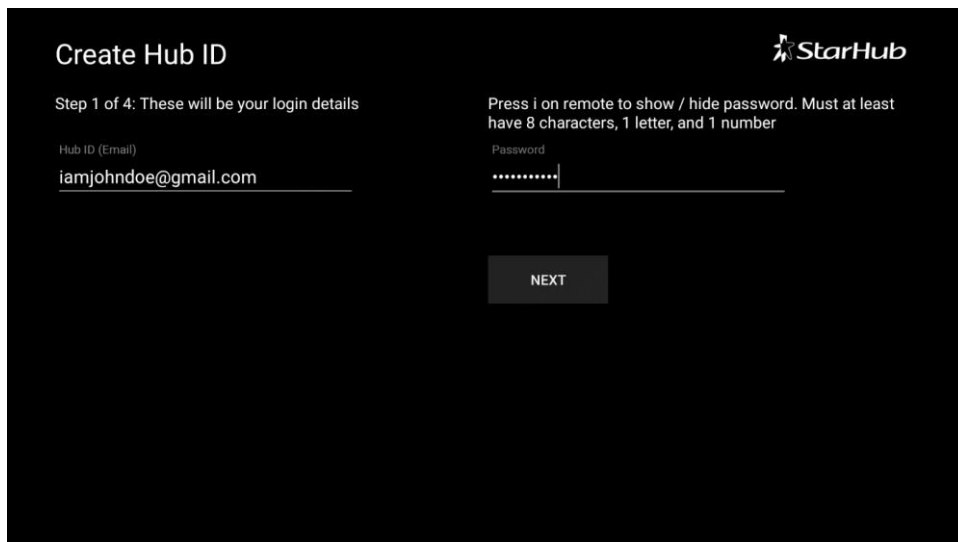 Create Hub ID
StarHub
Step 1 of 4: These will be your login details
Hub ID (Email)
iamjohndoe@gmail.com
Press i on remote to show / hide password. Must at least
have 8 characters, 1 letter, and 1 number
Password
•••••••••••
NEXT